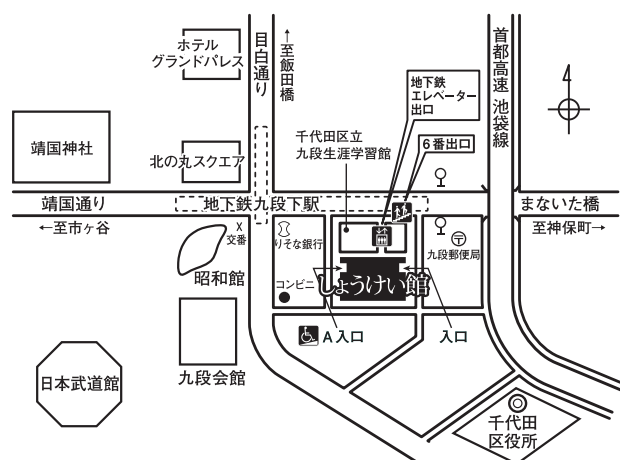 ホテル
グランドパレス
目白通り
↑至飯田橋
地下鉄
エレベーター
出口
首都高速 池袋線
靖国神社
北の丸スクエア
千代田区立
九段生涯学習館
6番出口
靖国通り
地下鉄九段下駅
まないた橋
←至市ヶ谷
X
交番
りそな銀行
〒
九段郵便局
至神保町→
昭和館
コンビニ
しょうけい館
A入口
入口
九段会館
日本武道館
千代田
区役所